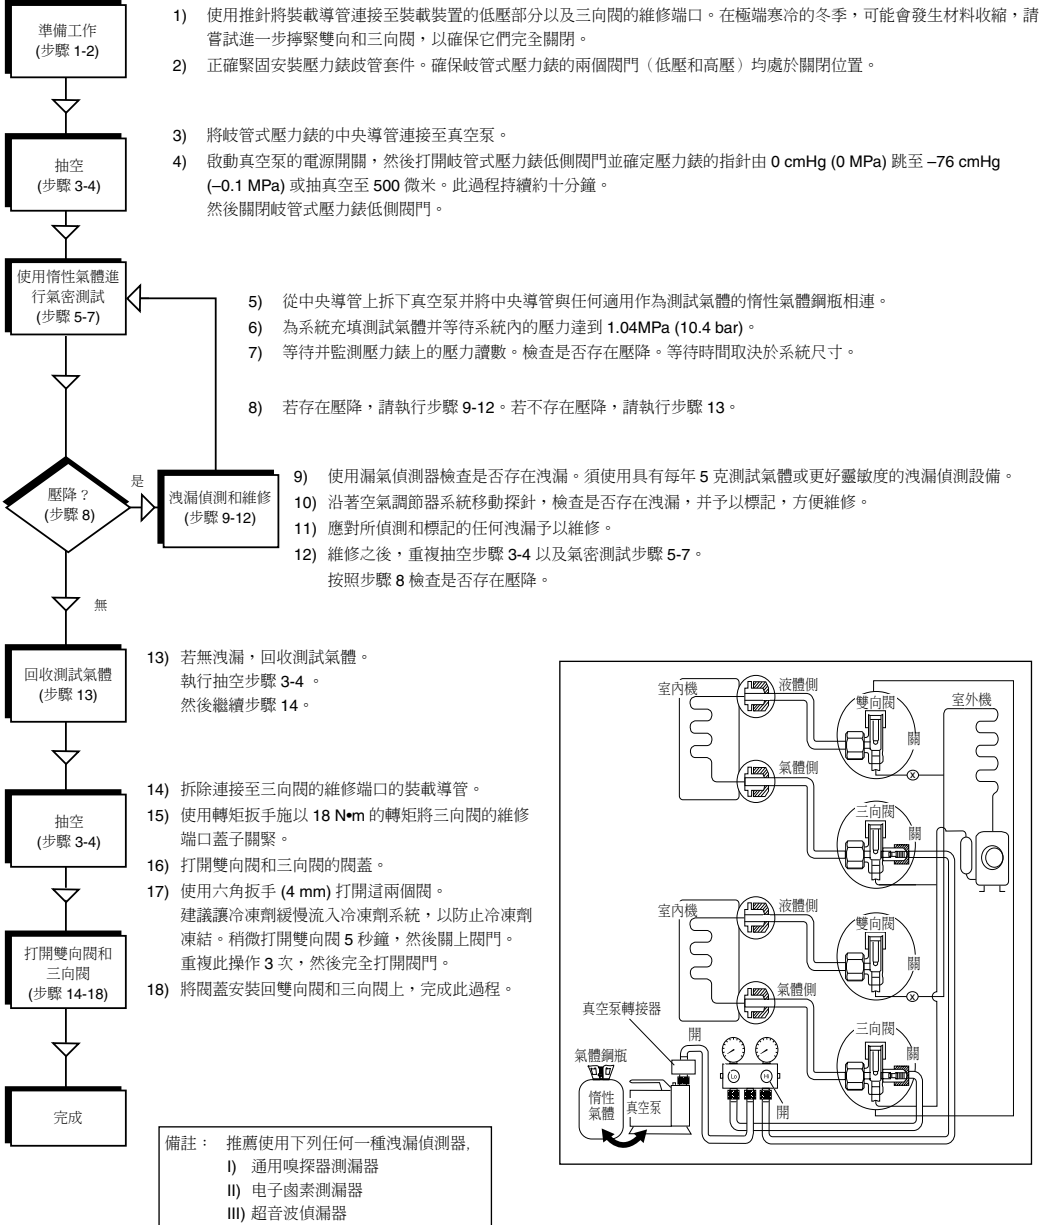 準備工作
(步驟 1-2)
1) 使用推針將裝載導管連接至裝載裝置的低壓部分以及三向閥的維修端口。在極端寒冷的冬季，可能會發生材料收縮，請
嘗試進一步擰緊雙向和三向閥，以確保它們完全關閉。
2) 正確緊固安裝壓力錶歧管套件。確保岐管式壓力錶的兩個閥門（低壓和高壓）均處於關閉位置。
抽空
(步驟 3-4)
3) 將岐管式壓力錶的中央導管連接至真空泵。
4) 啟動真空泵的電源開關，然後打開岐管式壓力錶低側閥門並確定壓力錶的指針由 0 cmHg (0 MPa) 跳至 –76 cmHg
(–0.1 MPa) 或抽真空至 500 微米。此過程持續約十分鐘。
然後關閉岐管式壓力錶低側閥門。
使用惰性氣體進
行氣密測試
(步驟 5-7)
5) 從中央導管上拆下真空泵并將中央導管與任何適用作為測試氣體的惰性氣體鋼瓶相連。
6) 為系統充填測試氣體并等待系統內的壓力達到 1.04MPa (10.4 bar)。
7) 等待并監測壓力錶上的壓力讀數。檢查是否存在壓降。等待時間取決於系統尺寸。
8) 若存在壓降，請執行步驟 9-12。若不存在壓降，請執行步驟 13。
壓降？
(步驟 8)
是
洩漏偵測和維修
(步驟 9-12)
無
9) 使用漏氣偵測器檢查是否存在洩漏。須使用具有每年 5 克測試氣體或更好靈敏度的洩漏偵測設備。
10) 沿著空氣調節器系統移動探針，檢查是否存在洩漏，并予以標記，方便維修。
11) 應對所偵測和標記的任何洩漏予以維修。
12) 維修之後，重複抽空步驟 3-4 以及氣密測試步驟 5-7。
按照步驟 8 檢查是否存在壓降。
回收測試氣體
(步驟 13)
13) 若無洩漏，回收測試氣體。
執行抽空步驟 3-4 。
然後繼續步驟 14。
抽空
(步驟 3-4)
14) 拆除連接至三向閥的維修端口的裝載導管。
15) 使用轉矩扳手施以 18 N•m 的轉矩將三向閥的維修
端口蓋子關緊。
16) 打開雙向閥和三向閥的閥蓋。
17) 使用六角扳手 (4 mm) 打開這兩個閥。
建議讓冷凍劑緩慢流入冷凍劑系統，以防止冷凍劑
凍結。稍微打開雙向閥 5 秒鐘，然後關上閥門。
重複此操作 3 次，然後完全打開閥門。
18) 將閥蓋安裝回雙向閥和三向閥上，完成此過程。
打開雙向閥和
三向閥
(步驟 14-18)
完成
備註： 推薦使用下列任何一種洩漏偵測器,
I) 通用嗅探器測漏器
II) 电子鹵素測漏器
III) 超音波偵漏器
室內機
液體側
雙向閥
關
室外機
X
氣體側
三向閥
關
室內機
液體側
雙向閥
關
X
氣體側
三向閥
關
真空泵轉接器
開
氣體鋼瓶
惰性
氣體
真空泵
Lo
Hi
開